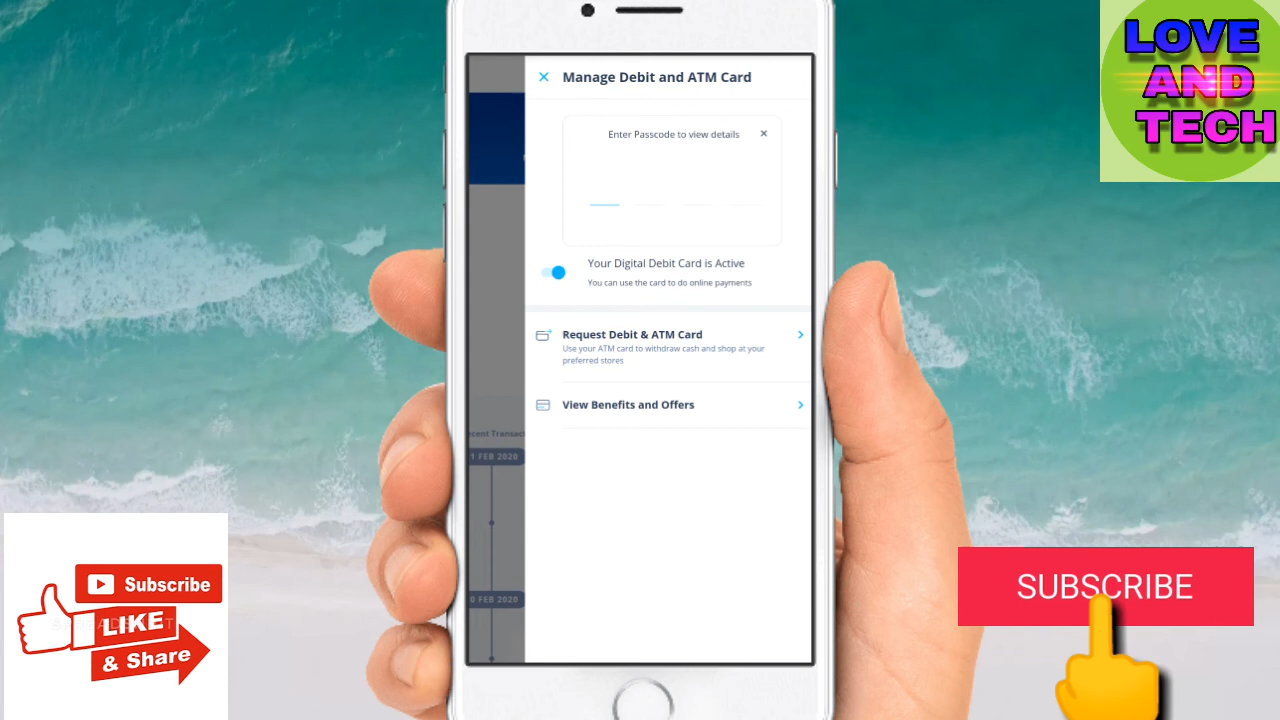 LOVE
AND
TECH
Manage Debit and ATM Card
Enter Passcode to view details
Your Digital Debit Card is Active
You can use the card to do online payments
Request Debit & ATM Card
Use your ATM card to withdraw cash and shop at your
preferred stores
View Benefits and Offers
ecent Transact
1 FEB 2020
0 FEB 2020
Subscribe
LIKE
& Share
SUBSCRIBE